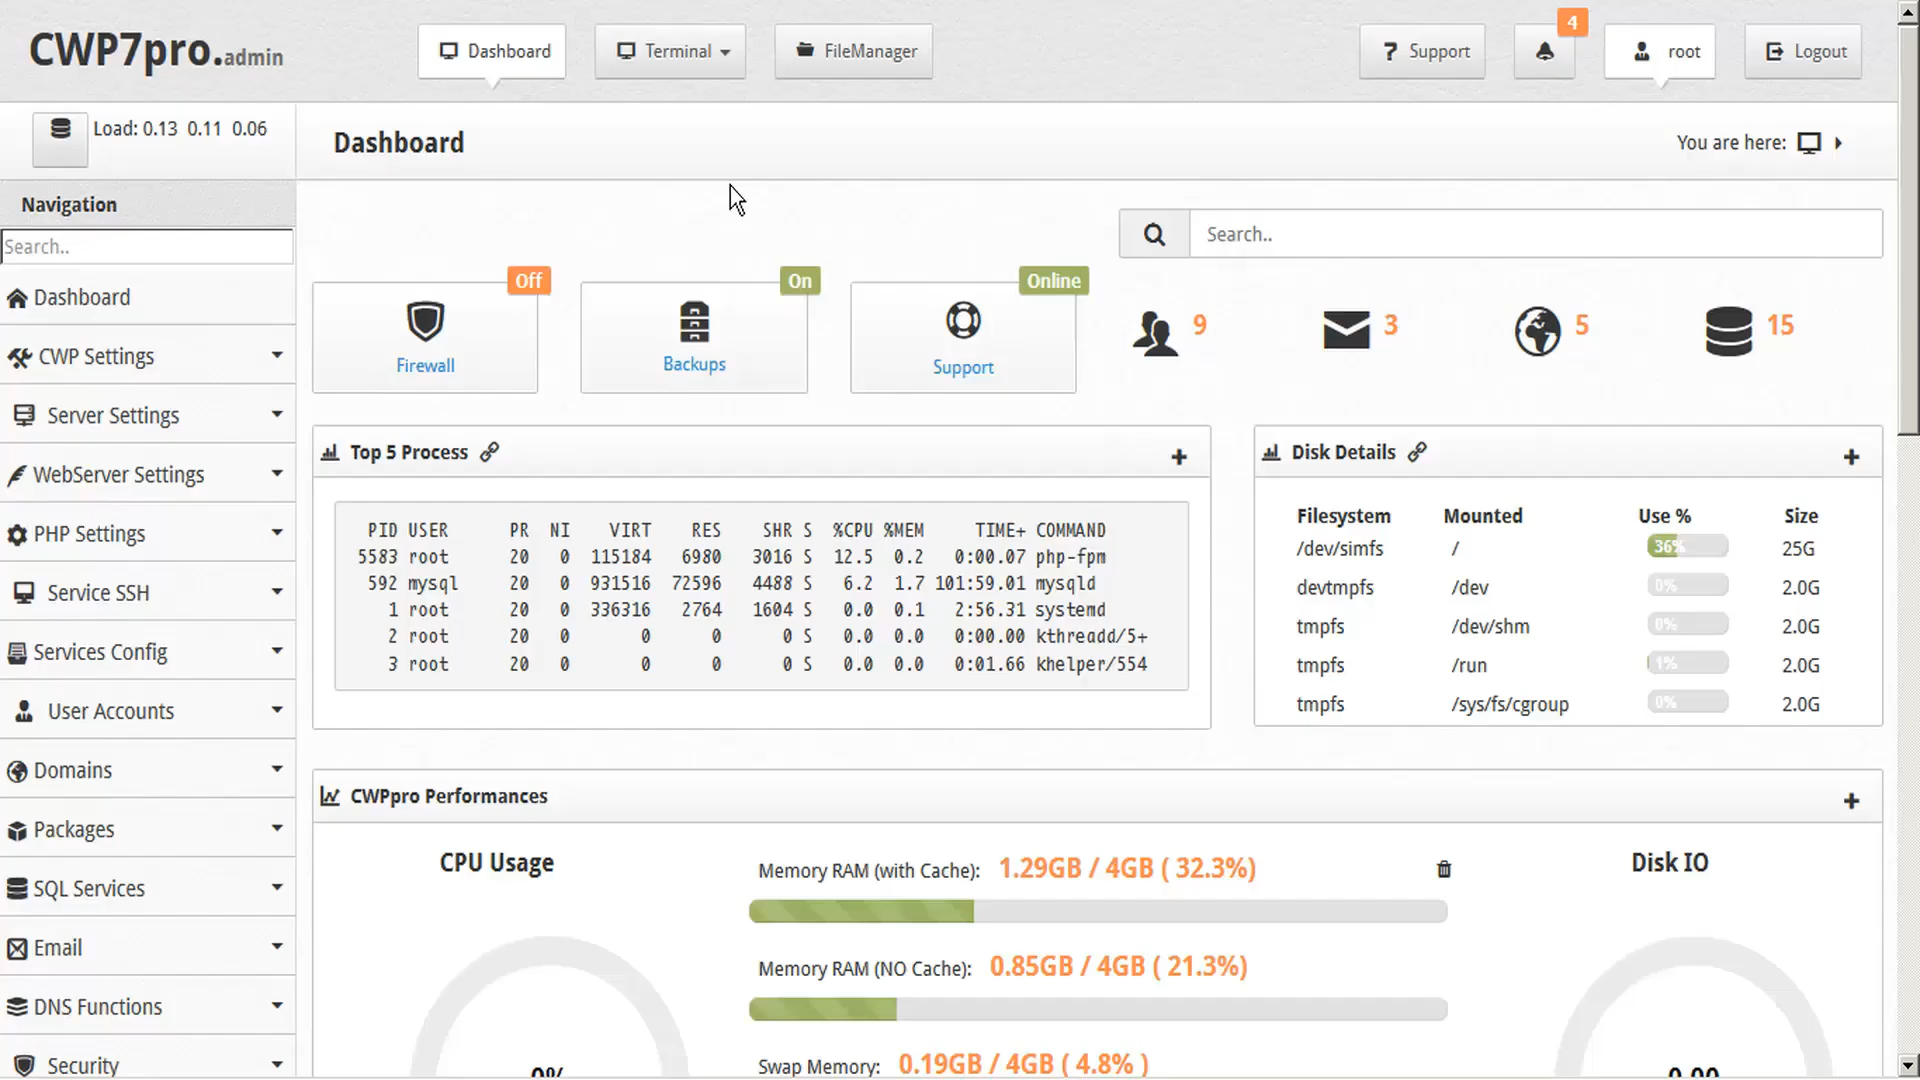 CWP7pro.admin
Dashboard
Terminal
FileManager
? Support
4
root
Logout
Load: 0.13 0.11 0.06
Dashboard
You are here:
Navigation
Search..
Search..
Dashboard
CWP Settings
Server Settings
WebServer Settings
PHP Settings
Service SSH
Services Config
User Accounts
Domains
Packages
SQL Services
Email
DNS Functions
Security
Off
Firewall
On
Backups
Online
Support
9
3
5
15
Top 5 Process
PID USER PR NI VIRT RES SHR S %CPU %MEM TIME+ COMMAND
5583 root 20 0 115184 6980 3016 S 12.5 0.2 0:00.07 php-fpm
592 mysql 20 0 931516 72596 4488 S 6.2 1.7 101:59.01 mysqld
1 root 20 0 336316 2764 1604 S 0.0 0.1 2:56.31 systemd
2 root 20 0 0 0 0 S 0.0 0.0 0:00.00 kthreadd/5+
3 root 20 0 0 0 0 S 0.0 0.0 0:01.66 khelper/554
Disk Details
Filesystem Mounted Use % Size
/dev/simfs / 36% 25G
devtmpfs /dev 0% 2.0G
tmpfs /dev/shm 0% 2.0G
tmpfs /run 1% 2.0G
tmpfs /sys/fs/cgroup 0% 2.0G
CWPpro Performances
CPU Usage
0%
Memory RAM (with Cache): 1.29GB / 4GB ( 32.3%)
Memory RAM (NO Cache): 0.85GB / 4GB ( 21.3%)
Swap Memory: 0.19GB / 4GB ( 4.8% )
Disk IO
0.00